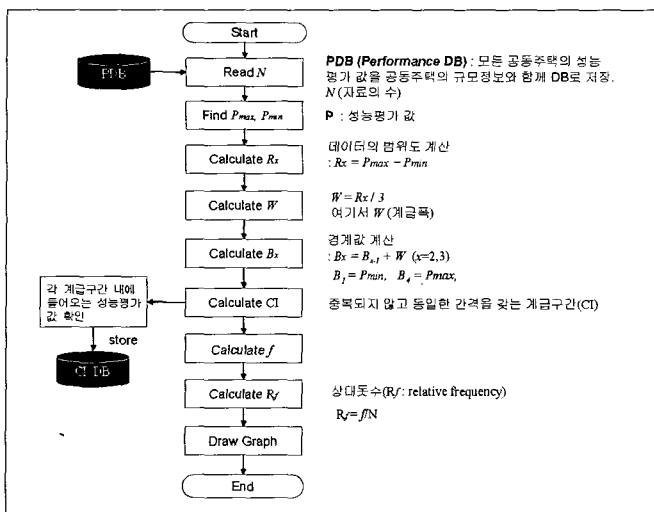 Start
PDB
Read N
PDB (Performance DB) : 모든 공동주택의 성능
평가 값을 공동주택의 규모정보와 함께 DB로 저장.
N (자료의 수)
Find Pmax, Pmin
P : 성능평가 값
Calculate Rx
데이터의 범위도 계산
: Rx = Pmax − Pmin
Calculate W
W = Rx / 3
여기서 W (계급폭)
Calculate Bx
경계값 계산
: Bx = Bx-1 + W (x=2,3)
B1 = Pmin, B4 = Pmax,
각 계급구간 내에
들어오는 성능평가
값 확인
Calculate CI
중복되지 않고 동일한 간격을 갖는 계급구간(CI)
store
CI DB
Calculate f
Calculate Rf
상대돗수(Rf: relative frequency)
Rf= f/N
Draw Graph
End